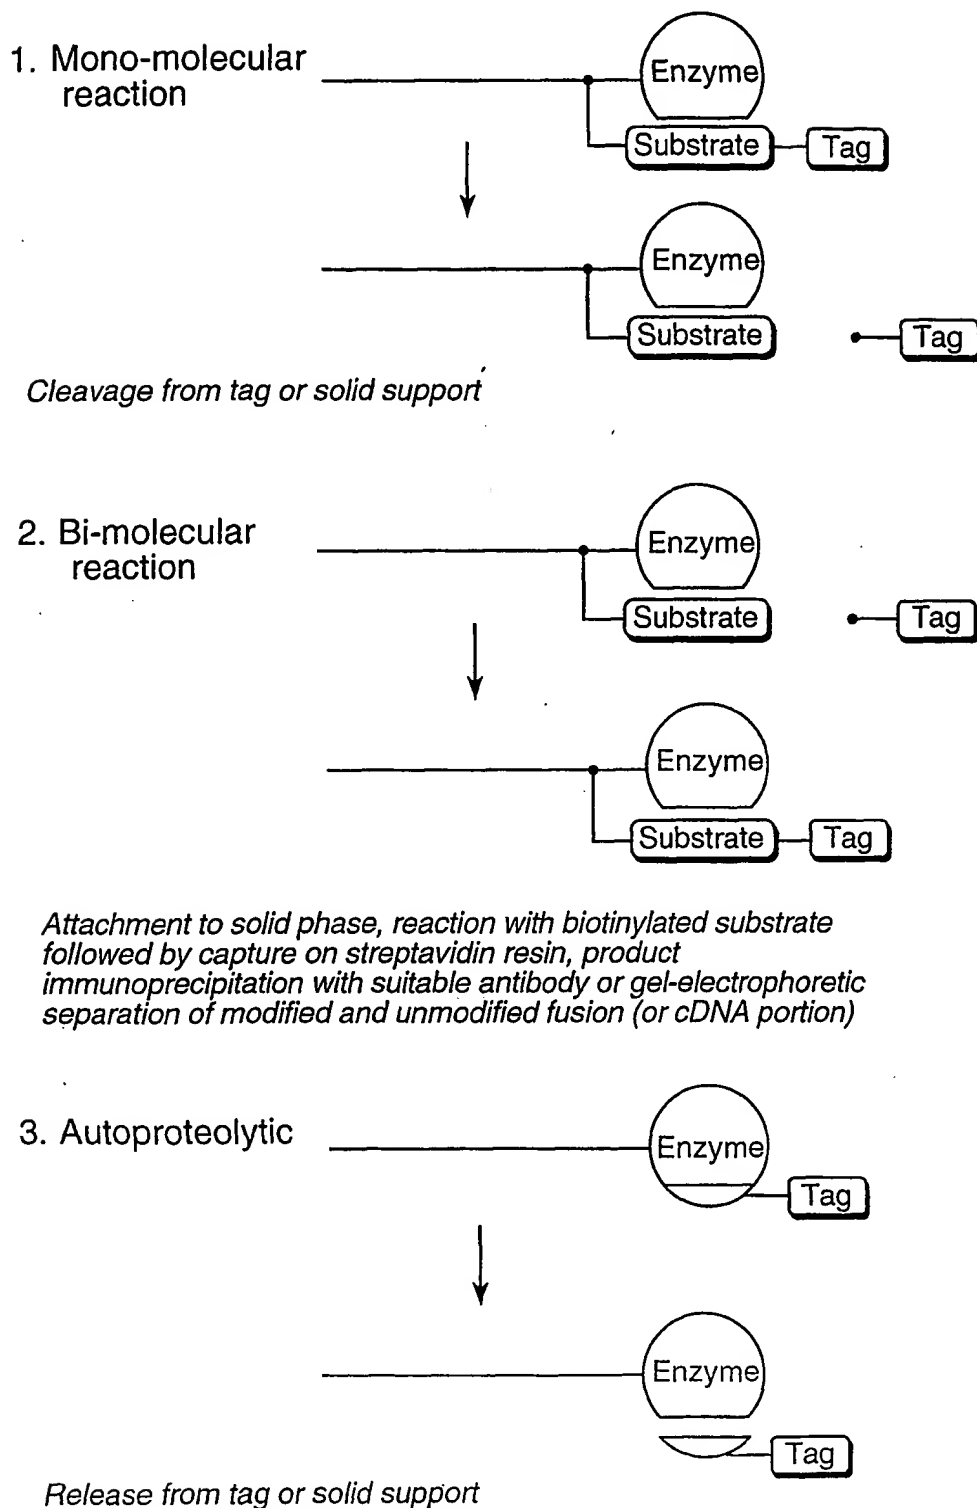 1. Mono-molecular
reaction
Enzyme
Substrate
Tag
Enzyme
Substrate
Tag
Cleavage from tag or solid support
2. Bi-molecular
reaction
Enzyme
Substrate
Tag
Enzyme
Substrate
Tag
Attachment to solid phase, reaction with biotinylated substrate
followed by capture on streptavidin resin, product
immunoprecipitation with suitable antibody or gel-electrophoretic
separation of modified and unmodified fusion (or cDNA portion)
3. Autoproteolytic
Enzyme
Tag
Enzyme
Tag
Release from tag or solid support